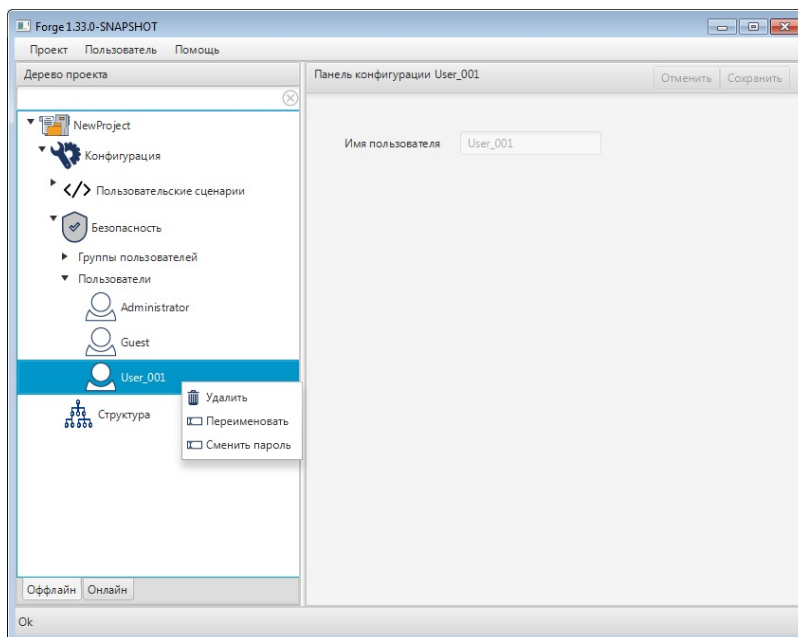 Forge 1.33.0-SNAPSHOT
Проект Пользователь Помощь
Дерево проекта
Панель конфигурации User_001
Отменить Сохранить
NewProject
Имя пользователя User_001
Конфигурация
</> Пользовательские сценарии
Безопасность
Группы пользователей
Пользователи
Administrator
Guest
User_001
Удалить
Структура
Переименовать
Сменить пароль
Оффлайн Онлайн
Ok